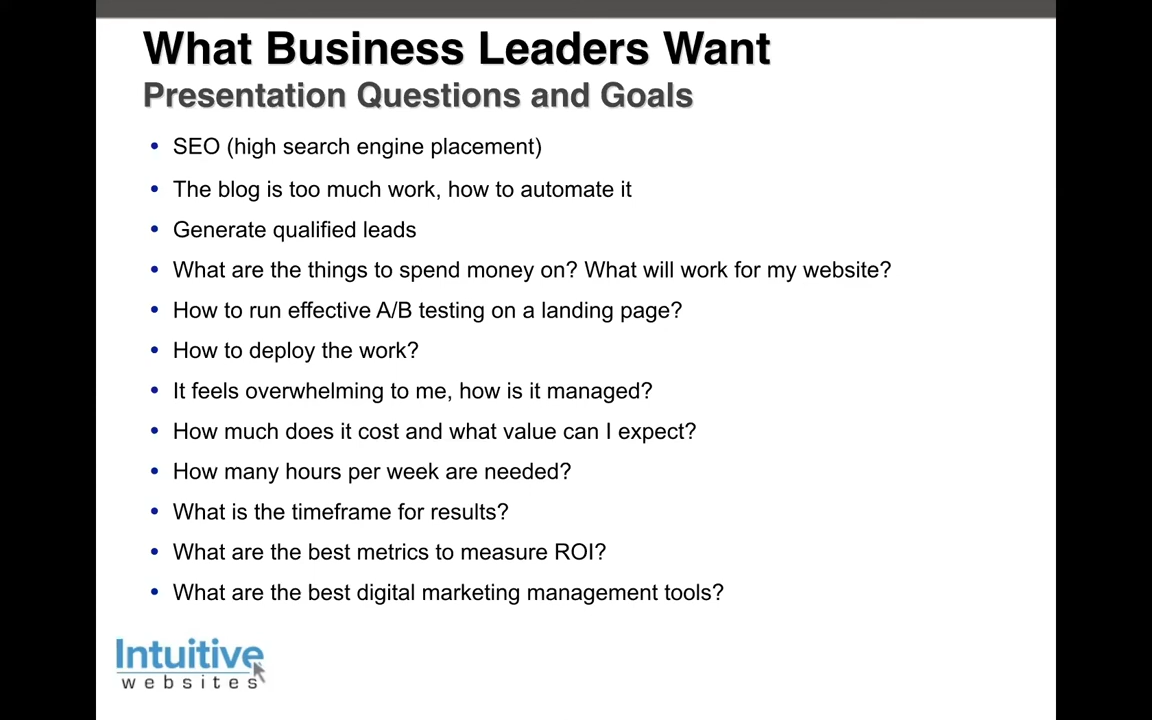 What Business Leaders Want
Presentation Questions and Goals
• SEO (high search engine placement)
• The blog is too much work, how to automate it
• Generate qualified leads
• What are the things to spend money on? What will work for my website?
• How to run effective A/B testing on a landing page?
• How to deploy the work?
• It feels overwhelming to me, how is it managed?
• How much does it cost and what value can I expect?
• How many hours per week are needed?
• What is the timeframe for results?
• What are the best metrics to measure ROI?
• What are the best digital marketing management tools?
Intuitive
websites